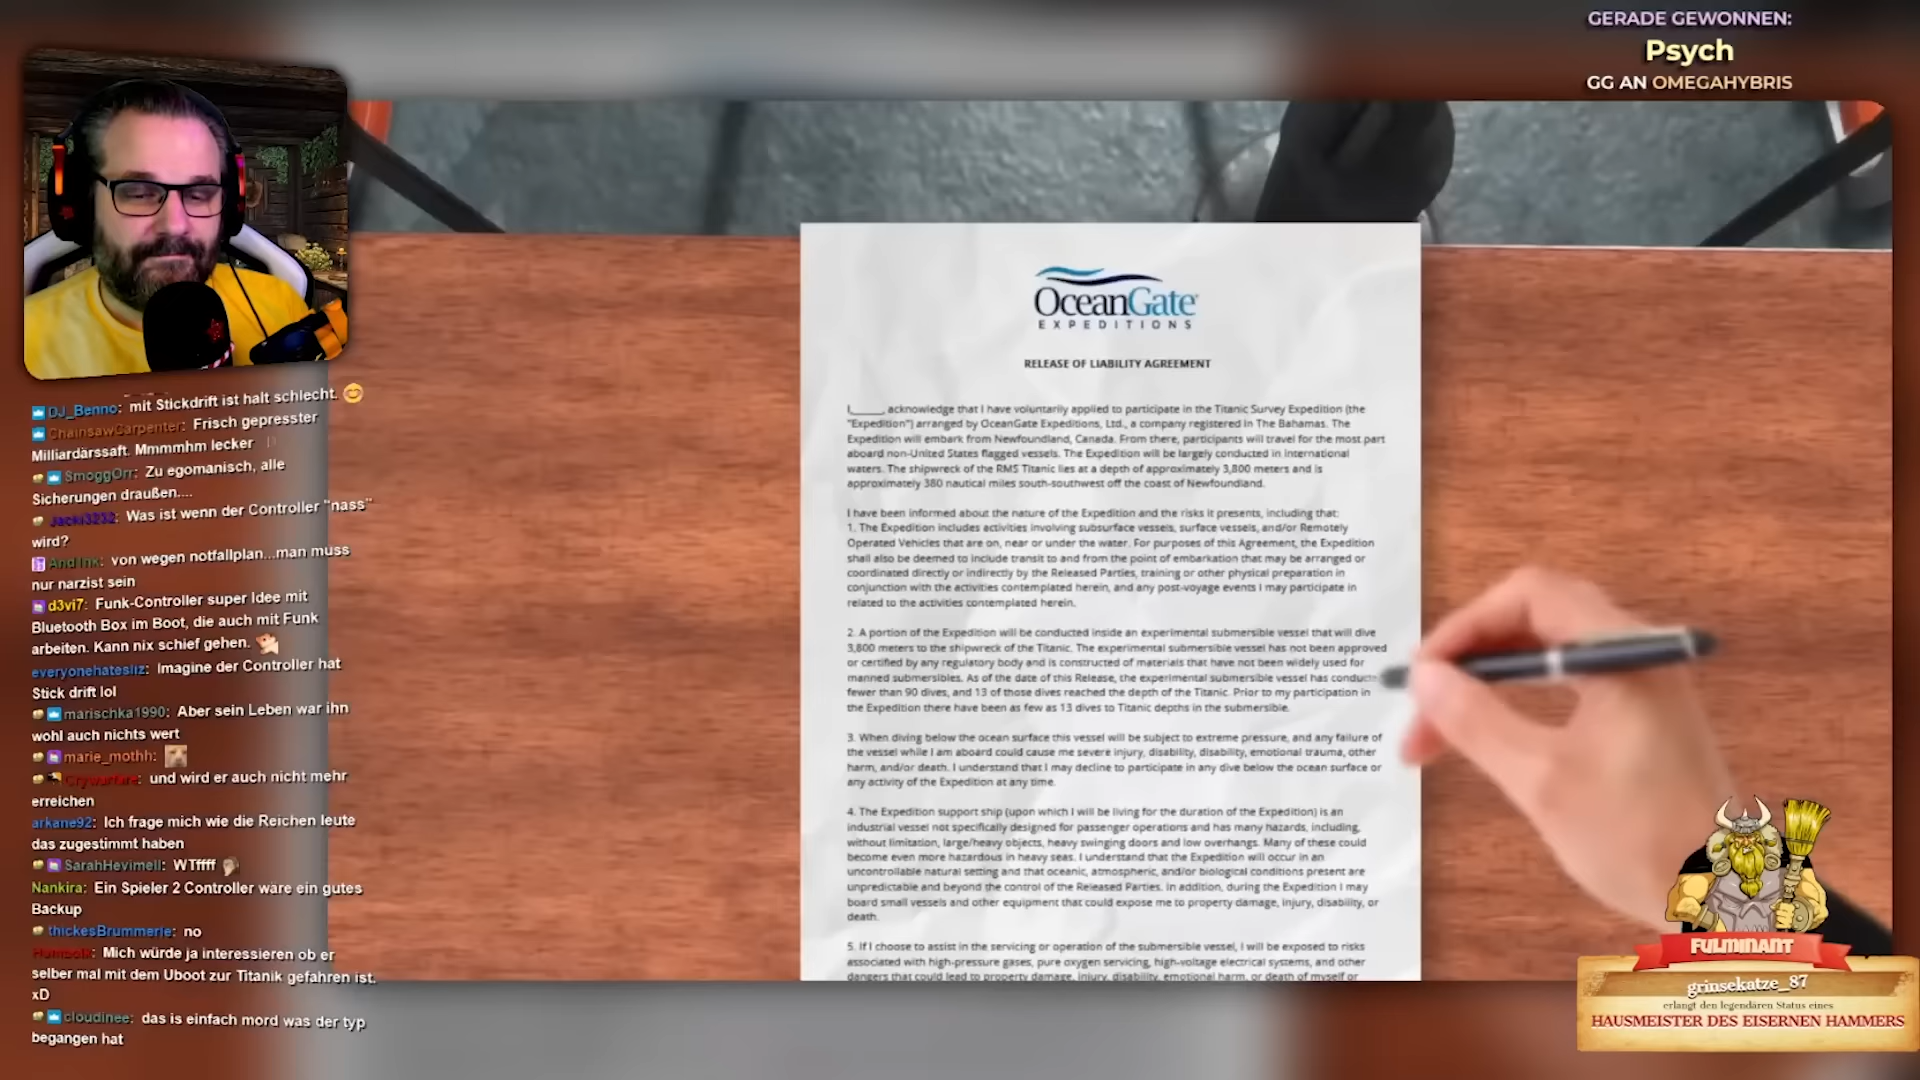 GERADE GEWONNEN:
Psych
GG AN OMEGAHYBRIS
OceanGate
EXPEDITIONS
RELEASE OF LIABILITY AGREEMENT
I_____, acknowledge that I have voluntarily applied to participate in the Titanic Survey Expedition (the
"Expedition") arranged by OceanGate Expeditions, Ltd., a company registered in The Bahamas. The
Expedition will embark from Newfoundland, Canada. From there, participants will travel for the most part
aboard non-United States flagged vessels. The Expedition will be largely conducted in international
waters. The shipwreck of the RMS Titanic lies at a depth of approximately 3,800 meters and is
approximately 380 nautical miles south-southwest off the coast of Newfoundland.
I have been informed about the nature of the Expedition and the risks it presents, including that:
1. The Expedition includes activities involving subsurface vessels, surface vessels, and/or Remotely
Operated Vehicles that are on, near or under the water. For purposes of this Agreement, the Expedition
shall also be deemed to include transit to and from the point of embarkation that may be arranged or
coordinated directly or indirectly by the Released Parties, training or other physical preparation in
conjunction with the activities contemplated herein, and any post-voyage events I may participate in
related to the activities contemplated herein.
2. A portion of the Expedition will be conducted inside an experimental submersible vessel that will dive
3,800 meters to the shipwreck of the Titanic. The experimental submersible vessel has not been approved
or certified by any regulatory body and is constructed of materials that have not been widely used for
manned submersibles. As of the date of this Release, the experimental submersible vessel has conduct
fewer than 90 dives, and 13 of those dives reached the depth of the Titanic. Prior to my participation in
the Expedition there have been as few as 13 dives to Titanic depths in the submersible.
3. When diving below the ocean surface this vessel will be subject to extreme pressure, and any failure of
the vessel while I am aboard could cause me severe injury, disability, disability, emotional trauma, other
harm, and/or death. I understand that I may decline to participate in any dive below the ocean surface or
any activity of the Expedition at any time.
4. The Expedition support ship (upon which I will be living for the duration of the Expedition) is an
industrial vessel not specifically designed for passenger operations and has many hazards, including,
without limitation, large/heavy objects, heavy swinging doors and low overhangs. Many of these could
become even more hazardous in heavy seas. I understand that the Expedition will occur in an
uncontrollable natural setting and that oceanic, atmospheric, and/or biological conditions present are
unpredictable and beyond the control of the Released Parties. In addition, during the Expedition I may
board small vessels and other equipment that could expose me to property damage, injury, disability, or
death.
5. If I choose to assist in the servicing or operation of the submersible vessel, I will be exposed to risks
associated with high-pressure gases, pure oxygen servicing, high-voltage electrical systems, and other
dangers that could lead to property damage, injury, disability, emotional harm, or death of myself or
DJ_Benno: mit Stickdrift ist halt schlecht.
ChainsawCarpenter: Frisch gepresster
Milliardärssaft. Mmmmhm lecker
SmoggOrr: Zu egomanisch, alle
Sicherungen draußen....
Jacki3232: Was ist wenn der Controller "nass"
wird?
von wegen notfallplan...man muss
nur narzist sein
d3vi7: Funk-Controller super Idee mit
Bluetooth Box im Boot, die auch mit Funk
arbeiten. Kann nix schief gehen.
everyonehatesliz: Imagine der Controller hat
Stick drift lol
marischka1990: Aber sein Leben war ihn
wohl auch nichts wert
marie_mothh:
Crywarfare: und wird er auch nicht mehr
erreichen
arkane92: Ich frage mich wie die Reichen leute
das zugestimmt haben
SarahHevimell: WTffff
Nankira: Ein Spieler 2 Controller wäre ein gutes
Backup
thickesBrummerle: no
Mich würde ja interessieren ob er
selber mal mit dem Uboot zur Titanik gefahren ist.
xD
cloudinee: das is einfach mord was der typ
begangen hat
FULMINANT
grinsekatze_87
erlangt den legendären Status eines
HAUSMEISTER DES EISERNEN HAMMERS